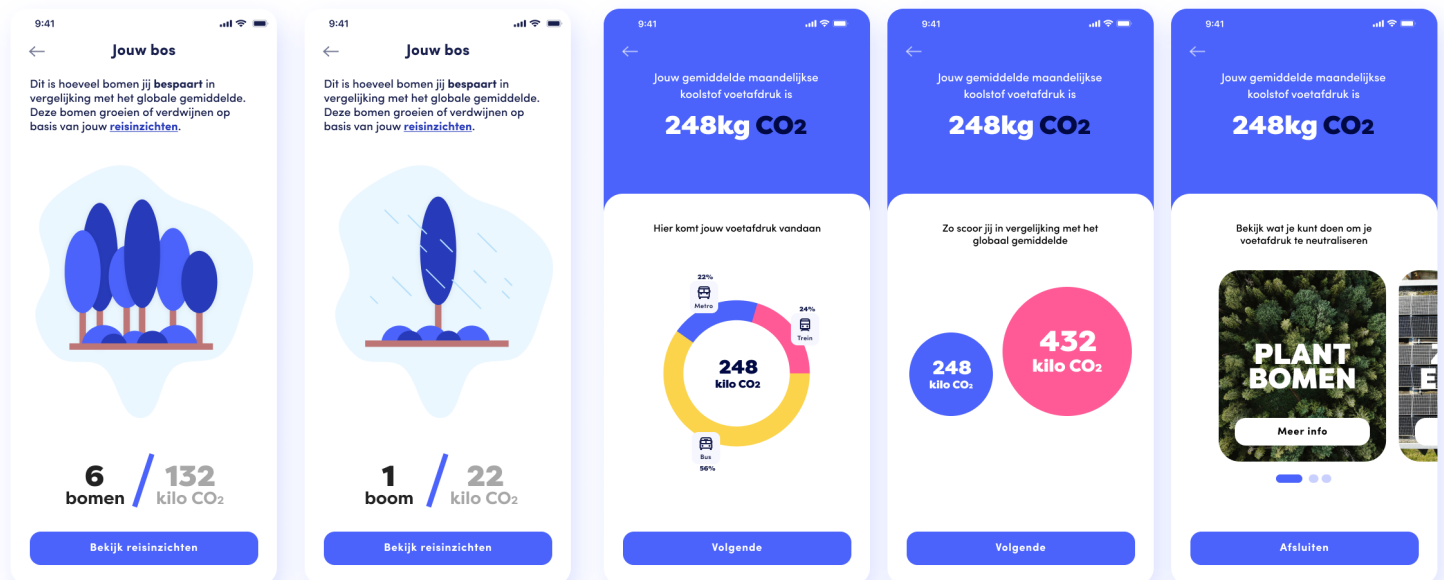 9:41
Jouw bos
Dit is hoeveel bomen jij bespaart in
vergelijking met het globale gemiddelde.
Deze bomen groeien of verdwijnen op
basis van jouw reisinzichten.
6
bomen
132
kilo CO2
Bekijk reisinzichten
9:41
Jouw bos
Dit is hoeveel bomen jij bespaart in
vergelijking met het globale gemiddelde.
Deze bomen groeien of verdwijnen op
basis van jouw reisinzichten.
1
boom
22
kilo CO2
Bekijk reisinzichten
9:41
Jouw gemiddelde maandelijkse
koolstof voetafdruk is
248kg CO2
Hier komt jouw voetafdruk vandaan
22%
Metro
24%
Trein
248
kilo CO2
Bus
56%
Volgende
9:41
Jouw gemiddelde maandelijkse
koolstof voetafdruk is
248kg CO2
Zo scoor jij in vergelijking met het
globaal gemiddelde
248
kilo CO2
432
kilo CO2
Volgende
9:41
Jouw gemiddelde maandelijkse
koolstof voetafdruk is
248kg CO2
Bekijk wat je kunt doen om je
voetafdruk te neutraliseren
PLANT
BOMEN
Meer info
Afsluiten